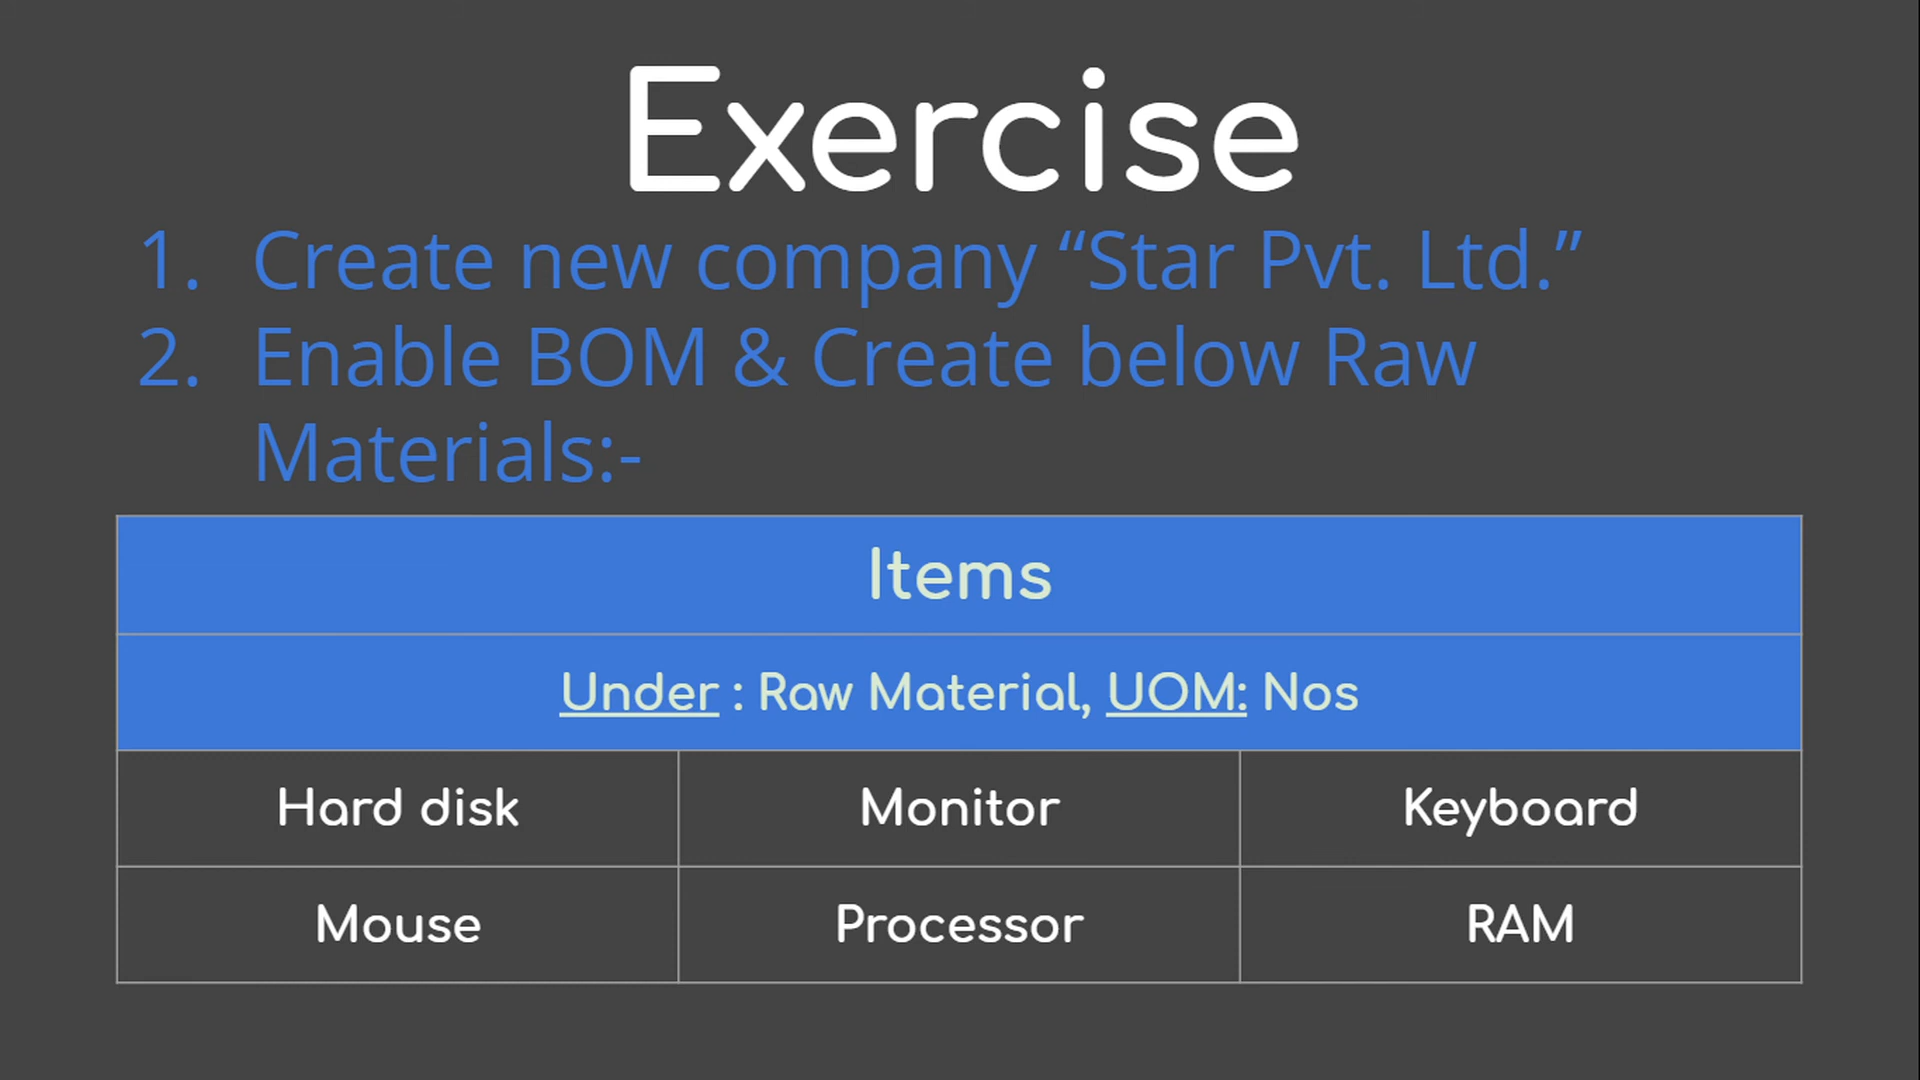 Exercise
1. Create new company “Star Pvt. Ltd.”
2. Enable BOM & Create below Raw
Materials:-
Items
Under : Raw Material, UOM: Nos
Hard disk Monitor Keyboard
Mouse Processor RAM